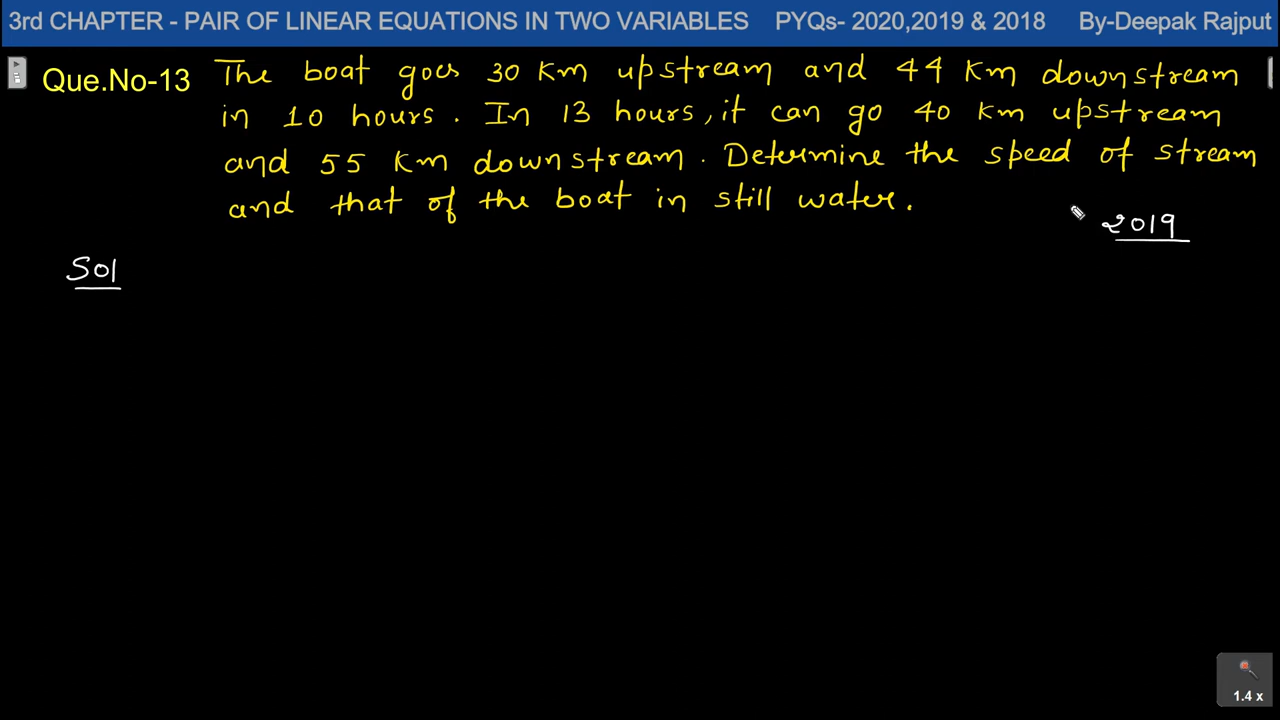 3rd CHAPTER - PAIR OF LINEAR EQUATIONS IN TWO VARIABLES PYQs- 2020,2019 & 2018 By-Deepak Rajput
Que.No-13 The boat goes 30 Km upstream and 44 Km downstream
in 10 hours. In 13 hours, it can go 40 km upstream
and 55 Km downstream. Determine the speed of stream
and that of the boat in still water.
2019
Sol
1.4 x